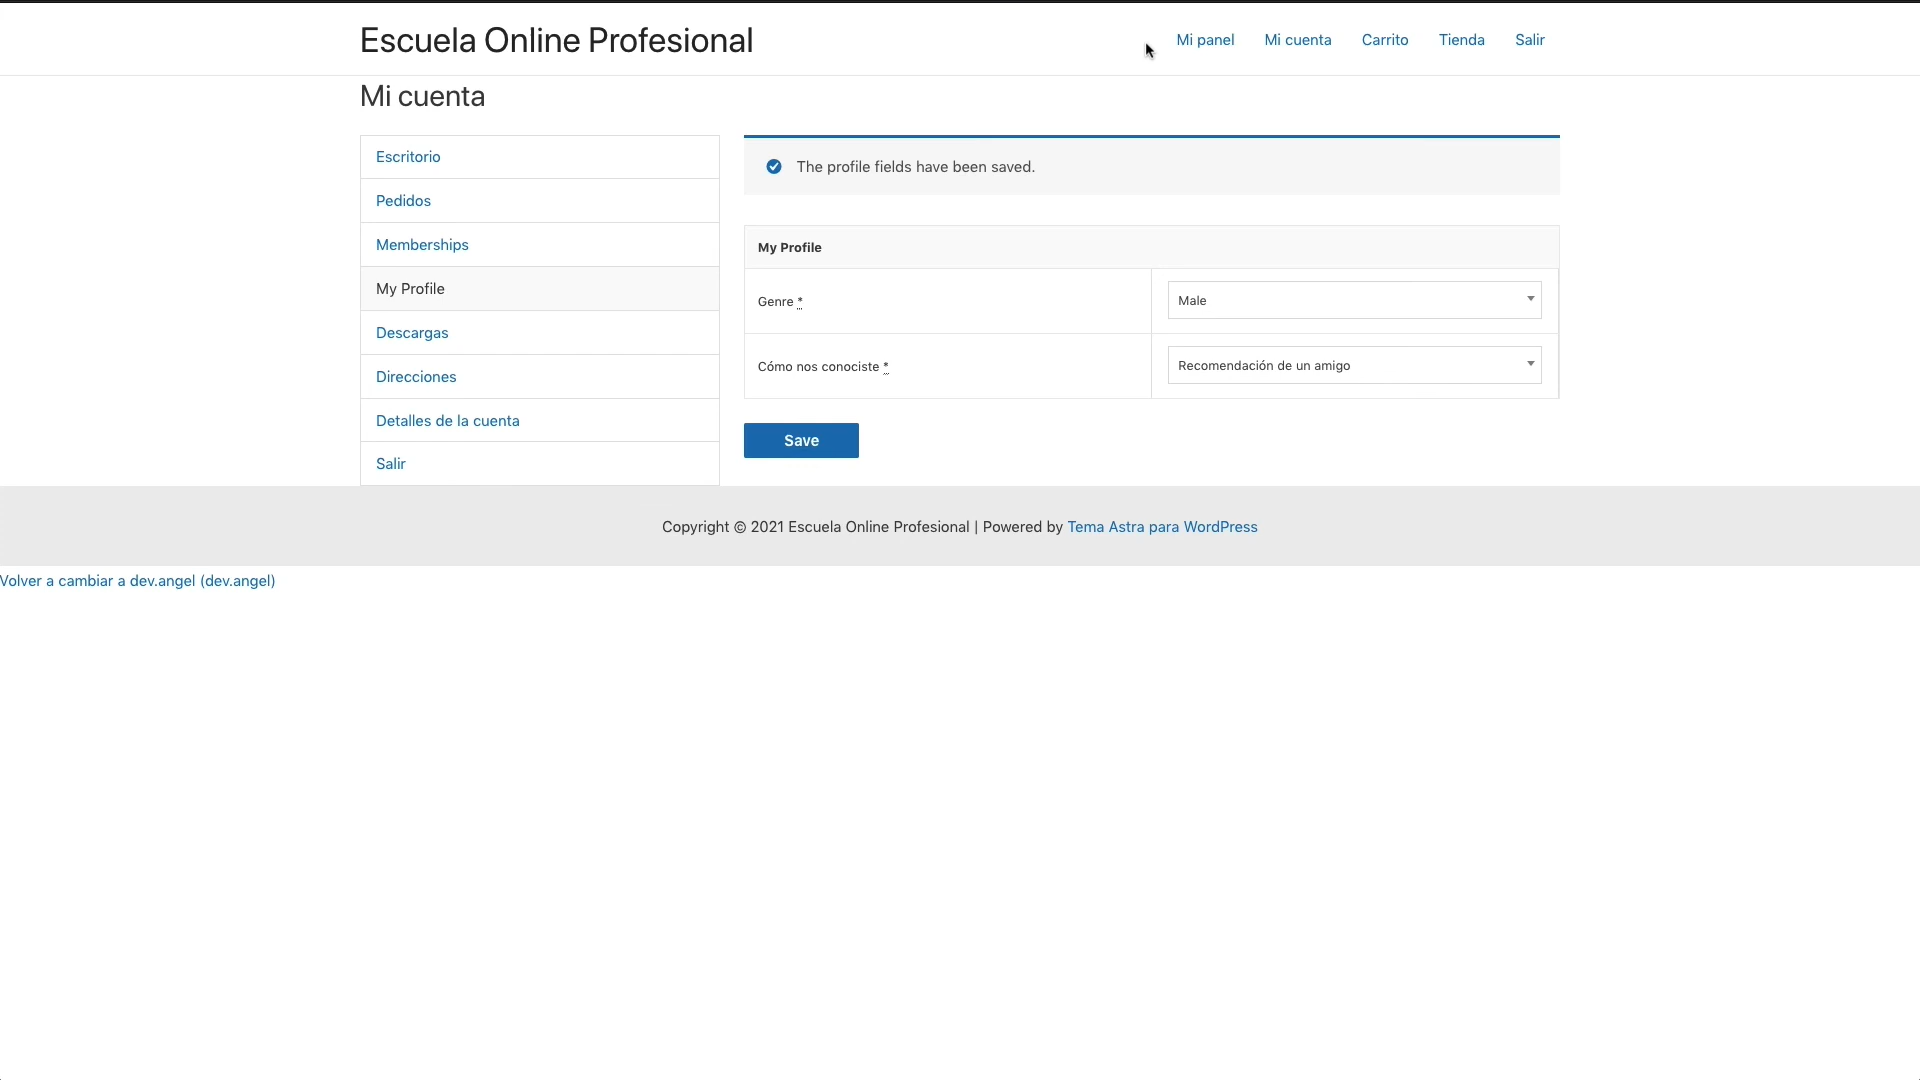 Escuela Online Profesional
Mi panel
Mi cuenta
Carrito
Tienda
Salir
Mi cuenta
Escritorio
Pedidos
Memberships
My Profile
Descargas
Direcciones
Detalles de la cuenta
Salir
The profile fields have been saved.
My Profile
Genre *
Male
Cómo nos conociste *
Recomendación de un amigo
Save
Copyright © 2021 Escuela Online Profesional | Powered by Tema Astra para WordPress
Volver a cambiar a dev.angel (dev.angel)